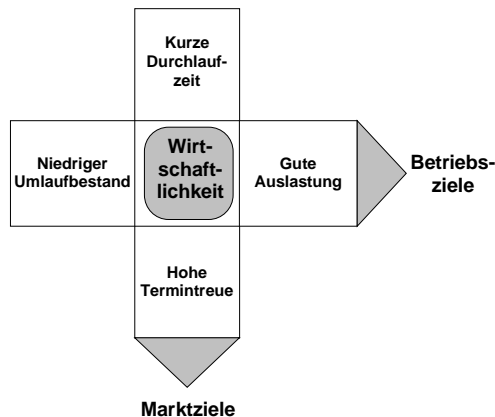 Kurze
Durchlauf-
zeit
Niedriger
Umlaufbestand
Wirt-
schaft-
lichkeit
Gute
Auslastung
Betriebs-
ziele
Hohe
Termintreue
Marktziele